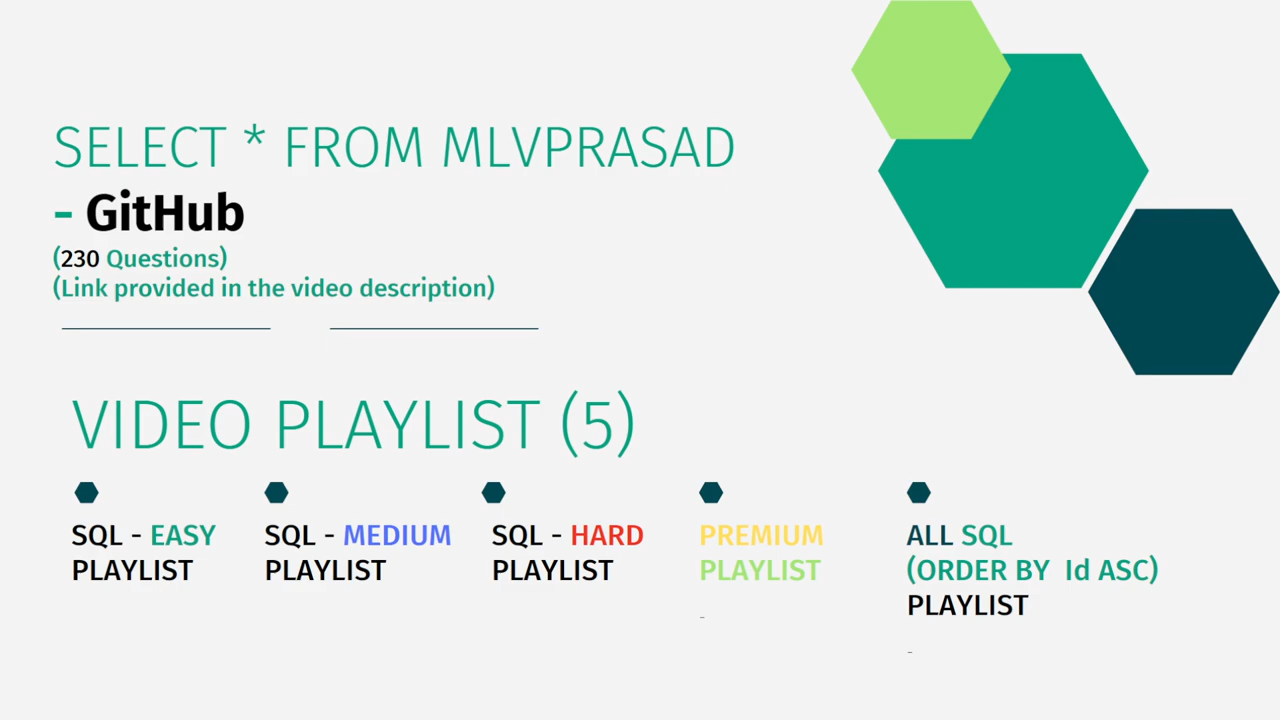 SELECT * FROM MLVPRASAD
- GitHub
(230 Questions)
(Link provided in the video description)
VIDEO PLAYLIST (5)
SQL - EASY
PLAYLIST
SQL - MEDIUM
PLAYLIST
SQL - HARD
PLAYLIST
PREMIUM
PLAYLIST
-
ALL SQL
(ORDER BY Id ASC)
PLAYLIST
-